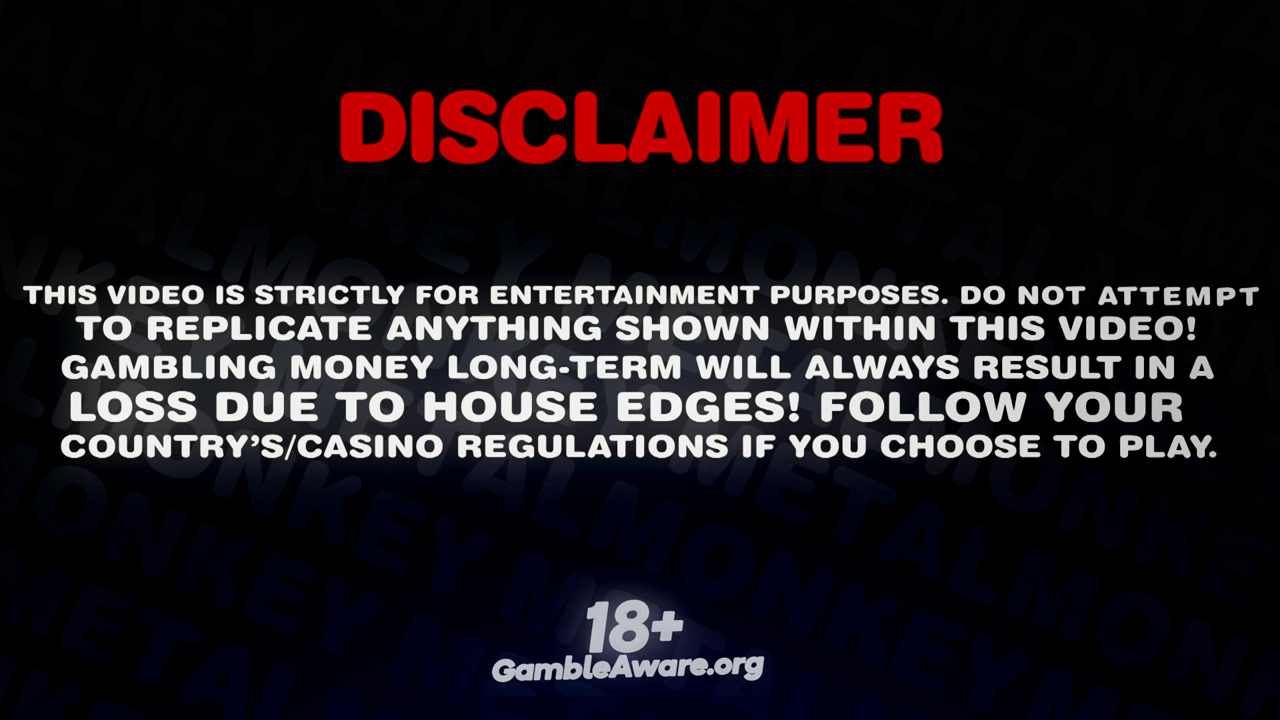 DISCLAIMER
THIS VIDEO IS STRICTLY FOR ENTERTAINMENT PURPOSES. DO NOT ATTEMPT
TO REPLICATE ANYTHING SHOWN WITHIN THIS VIDEO!
GAMBLING MONEY LONG-TERM WILL ALWAYS RESULT IN A
LOSS DUE TO HOUSE EDGES! FOLLOW YOUR
COUNTRY'S/CASINO REGULATIONS IF YOU CHOOSE TO PLAY.
18+
GambleAware.org